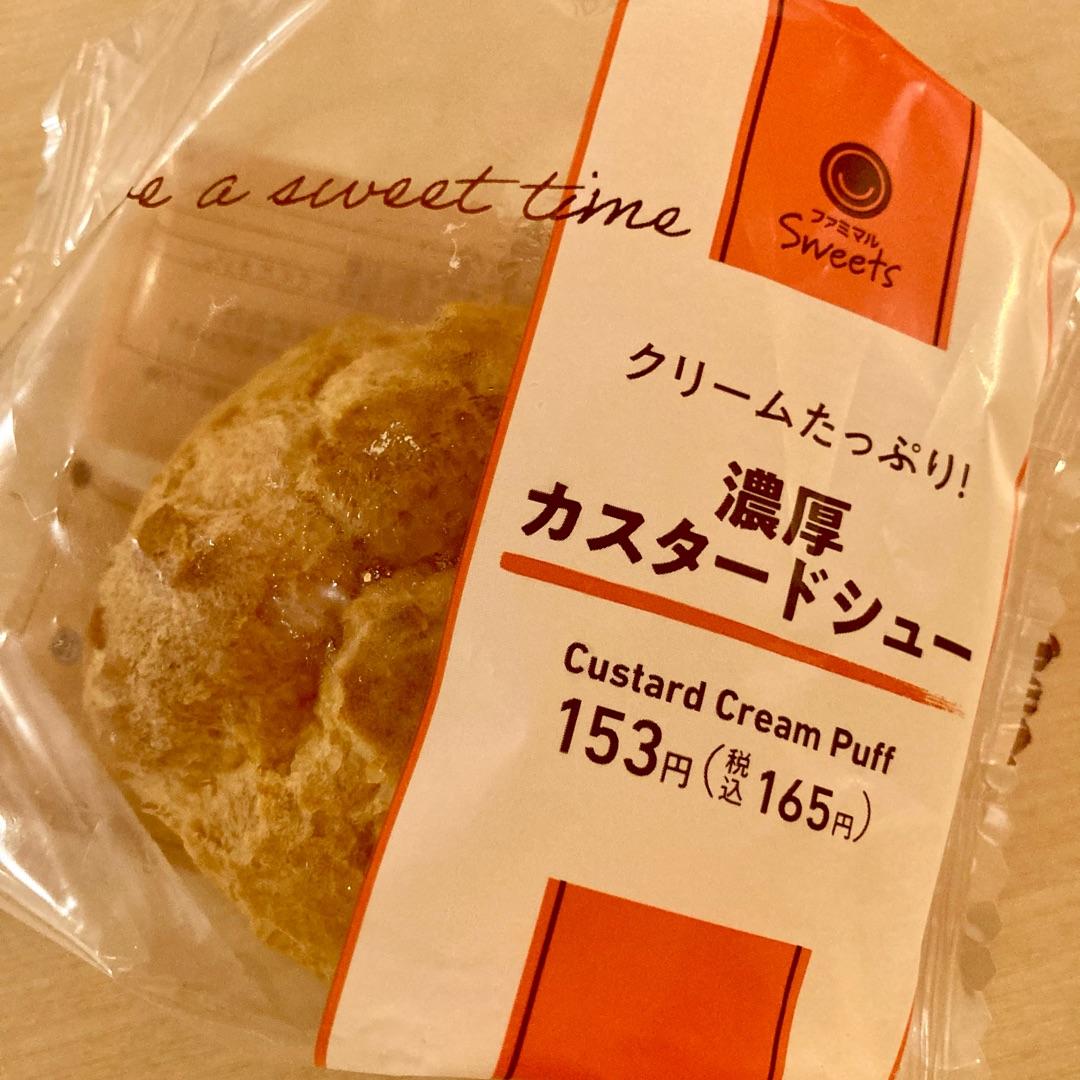 a sweet time
ファミマル
Sweets
クリームたっぷり!
濃厚
カスタードシュー
Custard Cream Puff
153円(税込165円)